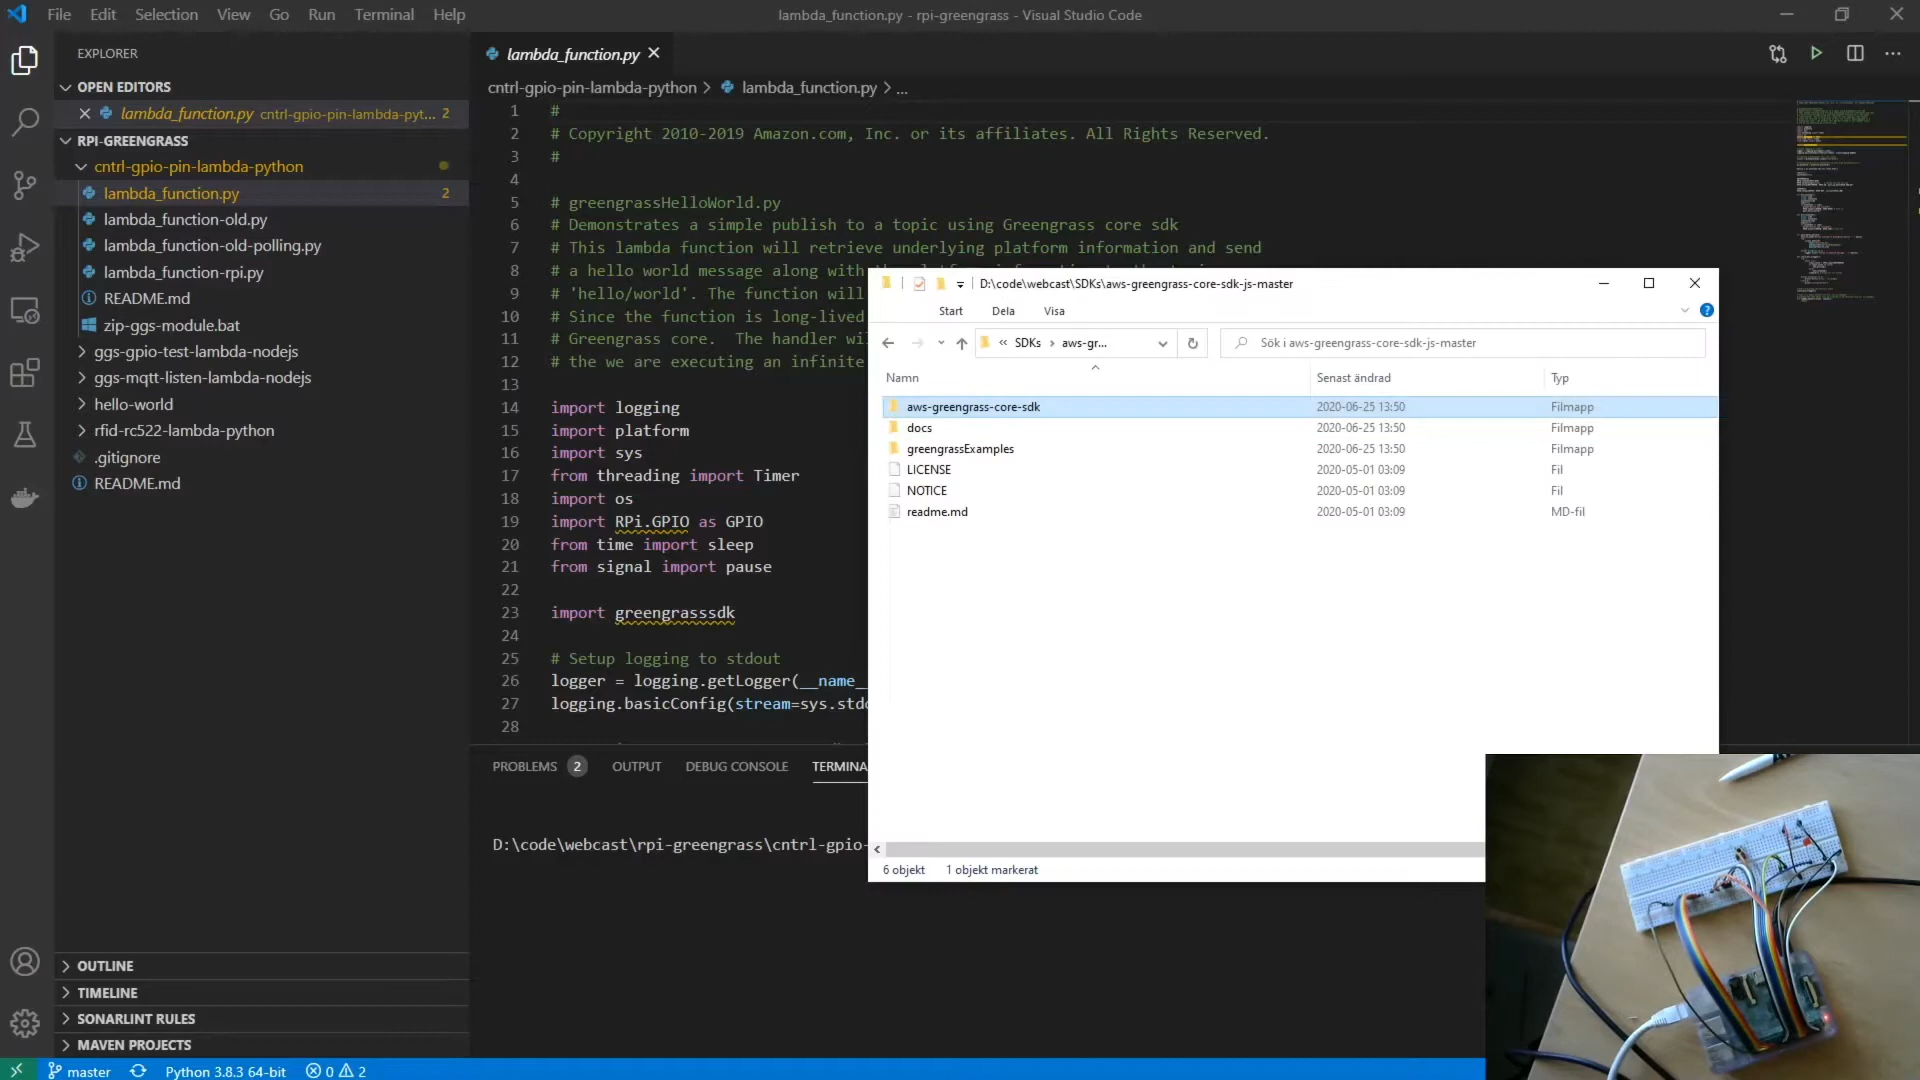 File Edit Selection View Go Run Terminal Help
lambda_function.py - rpi-greengrass - Visual Studio Code
EXPLORER
OPEN EDITORS
lambda_function.py cntrl-gpio-pin-lambda-pyt... 2
RPI-GREENGRASS
cntrl-gpio-pin-lambda-python
lambda_function.py 2
lambda_function-old.py
lambda_function-old-polling.py
lambda_function-rpi.py
README.md
zip-ggs-module.bat
ggs-gpio-test-lambda-nodejs
ggs-mqtt-listen-lambda-nodejs
hello-world
rfid-rc522-lambda-python
.gitignore
README.md
OUTLINE
TIMELINE
SONARLINT RULES
MAVEN PROJECTS
lambda_function.py
cntrl-gpio-pin-lambda-python > lambda_function.py > ...
1 #
2 # Copyright 2010-2019 Amazon.com, Inc. or its affiliates. All Rights Reserved.
3 #
4
5 # greengrassHelloWorld.py
6 # Demonstrates a simple publish to a topic using Greengrass core sdk
7 # This lambda function will retrieve underlying platform information and send
8 # a hello world message along with
9 # 'hello/world'. The function will
10 # Since the function is long-lived
11 # Greengrass core. The handler wil
12 # the we are executing an infinite
13
14 import logging
15 import platform
16 import sys
17 from threading import Timer
18 import os
19 import RPi.GPIO as GPIO
20 from time import sleep
21 from signal import pause
22
23 import greengrasssdk
24
25 # Setup logging to stdout
26 logger = logging.getLogger(__name_
27 logging.basicConfig(stream=sys.stdo
28
PROBLEMS 2 OUTPUT DEBUG CONSOLE TERMINA
D:\code\webcast\rpi-greengrass\cntrl-gpio-
D:\code\webcast\SDKs\aws-greengrass-core-sdk-js-master
Start Dela Visa
« SDKs > aws-gr...
Sök i aws-greengrass-core-sdk-js-master
Namn Senast ändrad Typ
aws-greengrass-core-sdk 2020-06-25 13:50 Filmapp
docs 2020-06-25 13:50 Filmapp
greengrassExamples 2020-06-25 13:50 Filmapp
LICENSE 2020-05-01 03:09 Fil
NOTICE 2020-05-01 03:09 Fil
readme.md 2020-05-01 03:09 MD-fil
6 objekt 1 objekt markerat
master Python 3.8.3 64-bit 0 2